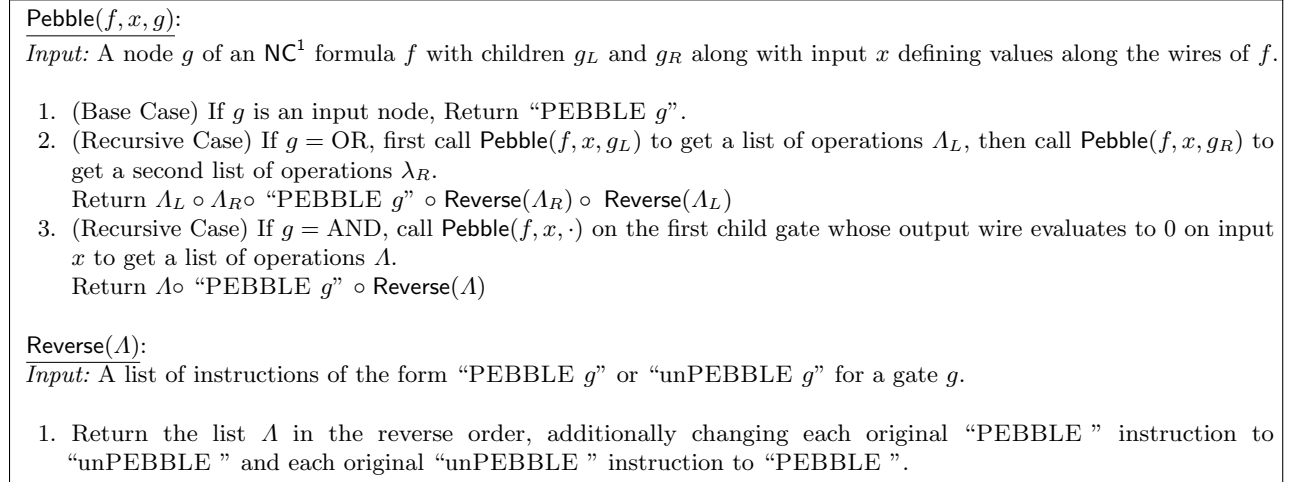 Pebble(f, x, g):
Input: A node g of an NC¹ formula f with children g_L and g_R along with input x defining values along the wires of f.
1. (Base Case) If g is an input node, Return “PEBBLE g”.
2. (Recursive Case) If g = OR, first call Pebble(f, x, g_L) to get a list of operations Λ_L, then call Pebble(f, x, g_R) to
get a second list of operations λ_R.
Return Λ_L ∘ Λ_R∘ “PEBBLE g” ∘ Reverse(Λ_R) ∘ Reverse(Λ_L)
3. (Recursive Case) If g = AND, call Pebble(f, x, ·) on the first child gate whose output wire evaluates to 0 on input
x to get a list of operations Λ.
Return Λ∘ “PEBBLE g” ∘ Reverse(Λ)
Reverse(Λ):
Input: A list of instructions of the form “PEBBLE g” or “unPEBBLE g” for a gate g.
1. Return the list Λ in the reverse order, additionally changing each original “PEBBLE ” instruction to
“unPEBBLE ” and each original “unPEBBLE ” instruction to “PEBBLE ”.